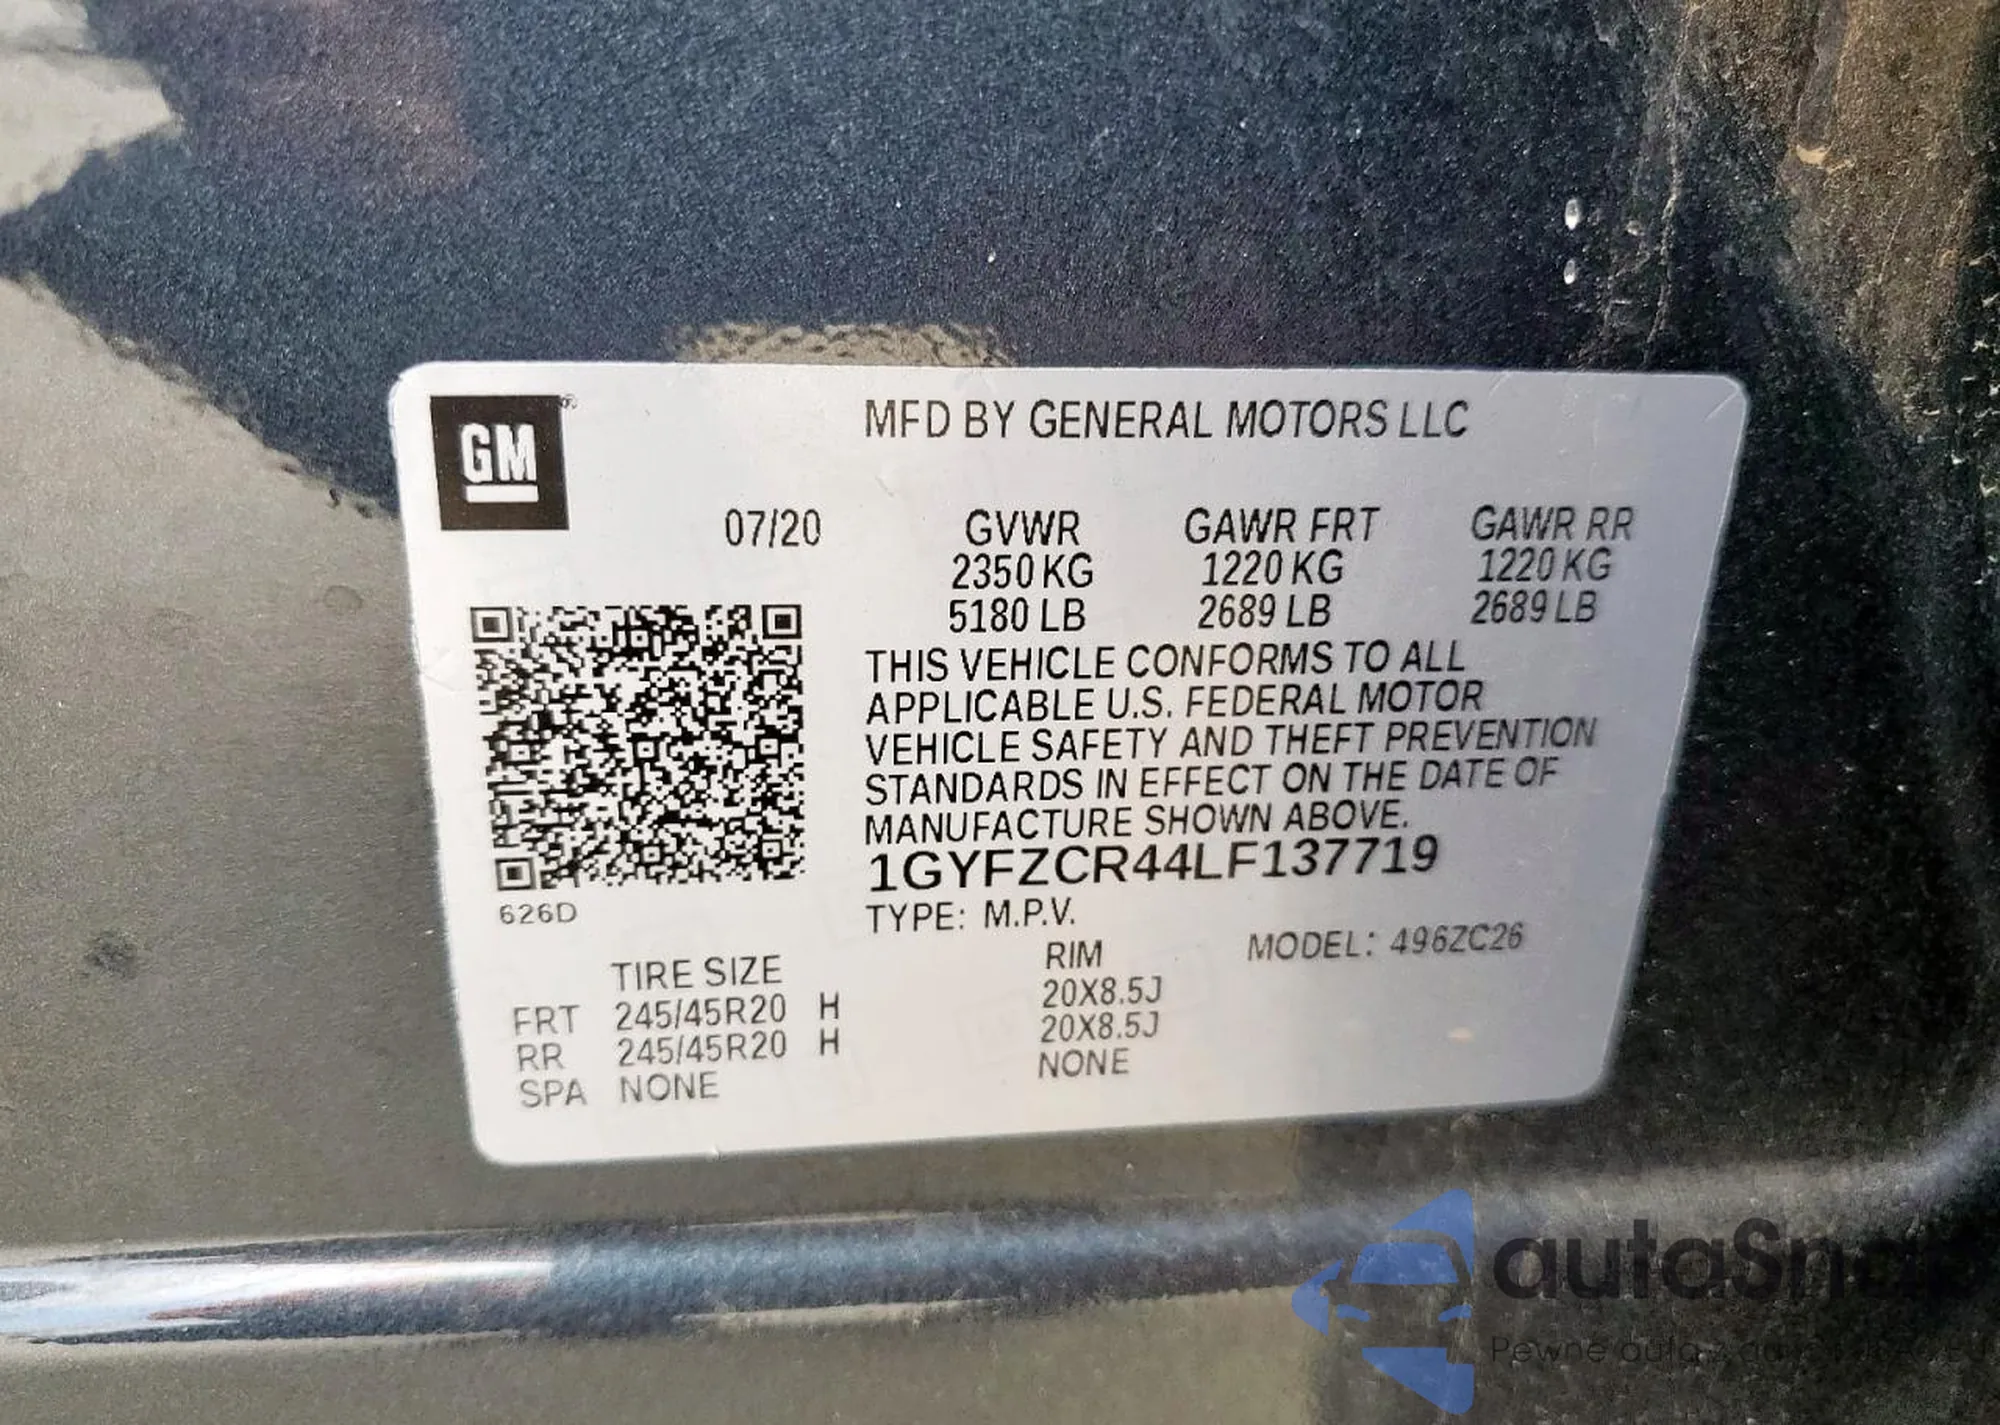 GM
®
MFD BY GENERAL MOTORS LLC
07/20 GVWR GAWR FRT GAWR RR
2350 KG 1220 KG 1220 KG
5180 LB 2689 LB 2689 LB
THIS VEHICLE CONFORMS TO ALL
APPLICABLE U.S. FEDERAL MOTOR
VEHICLE SAFETY AND THEFT PREVENTION
STANDARDS IN EFFECT ON THE DATE OF
MANUFACTURE SHOWN ABOVE.
1GYFZCR44LF137719
626D
TYPE: M.P.V.
MODEL: 496ZC26
TIRE SIZE RIM
FRT 245/45R20 H 20X8.5J
RR 245/45R20 H 20X8.5J
SPA NONE NONE
autaSna
Pewne auta z